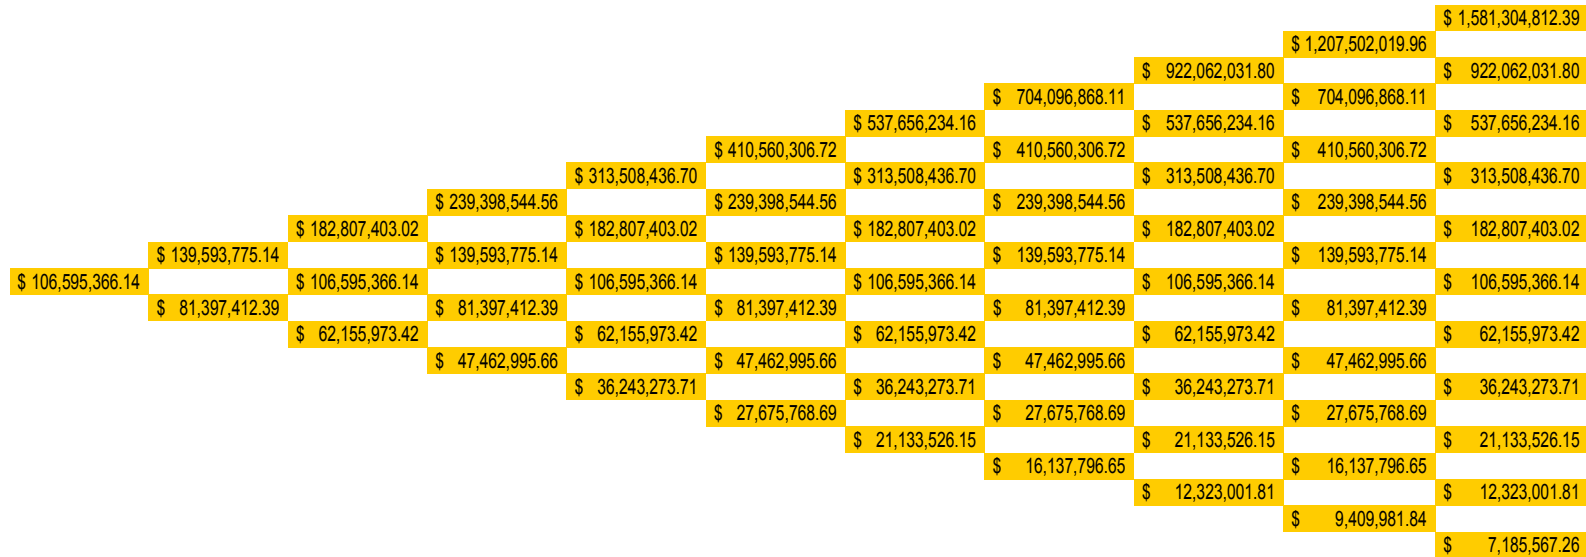 $ 1,581,304,812.39
$ 1,207,502,019.96
$ 922,062,031.80 $ 922,062,031.80
$ 704,096,868.11 $ 704,096,868.11
$ 537,656,234.16 $ 537,656,234.16 $ 537,656,234.16
$ 410,560,306.72 $ 410,560,306.72 $ 410,560,306.72
$ 313,508,436.70 $ 313,508,436.70 $ 313,508,436.70 $ 313,508,436.70
$ 239,398,544.56 $ 239,398,544.56 $ 239,398,544.56 $ 239,398,544.56
$ 182,807,403.02 $ 182,807,403.02 $ 182,807,403.02 $ 182,807,403.02 $ 182,807,403.02
$ 139,593,775.14 $ 139,593,775.14 $ 139,593,775.14 $ 139,593,775.14 $ 139,593,775.14
$ 106,595,366.14 $ 106,595,366.14 $ 106,595,366.14 $ 106,595,366.14 $ 106,595,366.14 $ 106,595,366.14
$ 81,397,412.39 $ 81,397,412.39 $ 81,397,412.39 $ 81,397,412.39 $ 81,397,412.39
$ 62,155,973.42 $ 62,155,973.42 $ 62,155,973.42 $ 62,155,973.42 $ 62,155,973.42
$ 47,462,995.66 $ 47,462,995.66 $ 47,462,995.66 $ 47,462,995.66
$ 36,243,273.71 $ 36,243,273.71 $ 36,243,273.71 $ 36,243,273.71
$ 27,675,768.69 $ 27,675,768.69 $ 27,675,768.69
$ 21,133,526.15 $ 21,133,526.15 $ 21,133,526.15
$ 16,137,796.65 $ 16,137,796.65
$ 12,323,001.81 $ 12,323,001.81
$ 9,409,981.84
$ 7,185,567.26